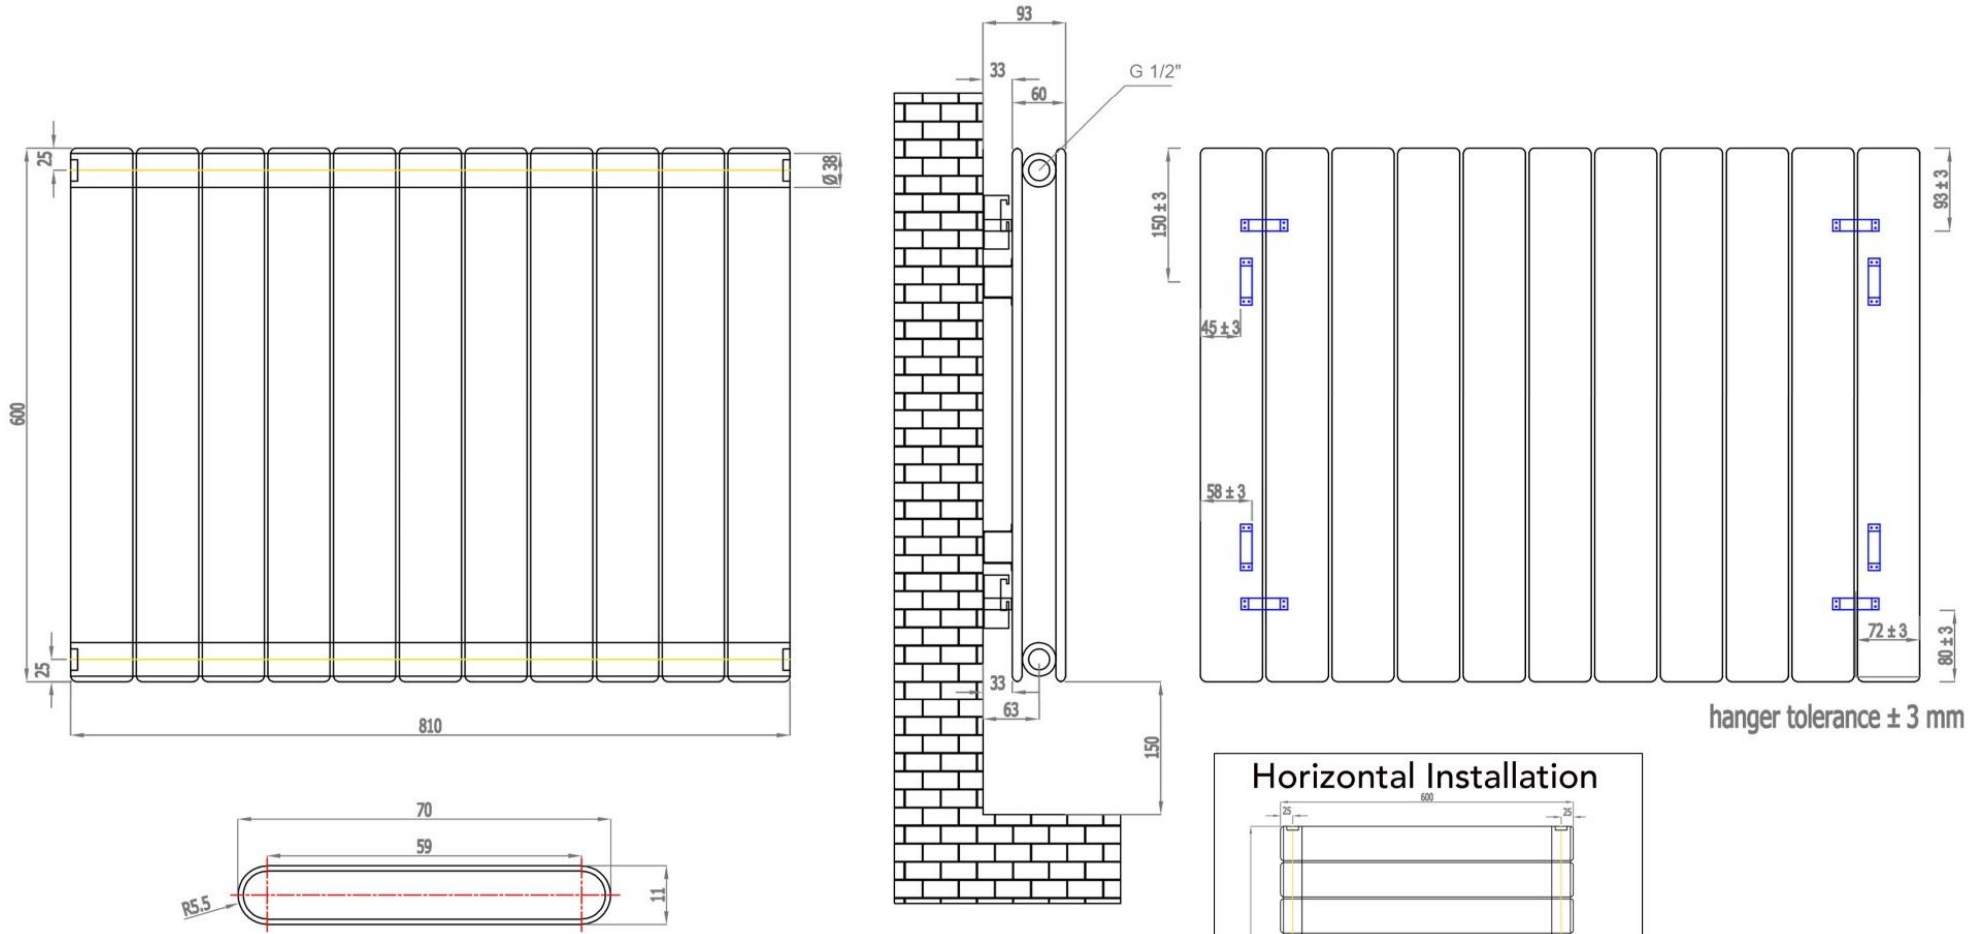 93
33
G 1/2"
60
25
Ø 38
600
25
810
150 ± 3
93 ± 3
45 ± 3
58 ± 3
72 ± 3
80 ± 3
hanger tolerance ± 3 mm
33
63
150
70
59
11
R5.5
Horizontal Installation
600
25
25